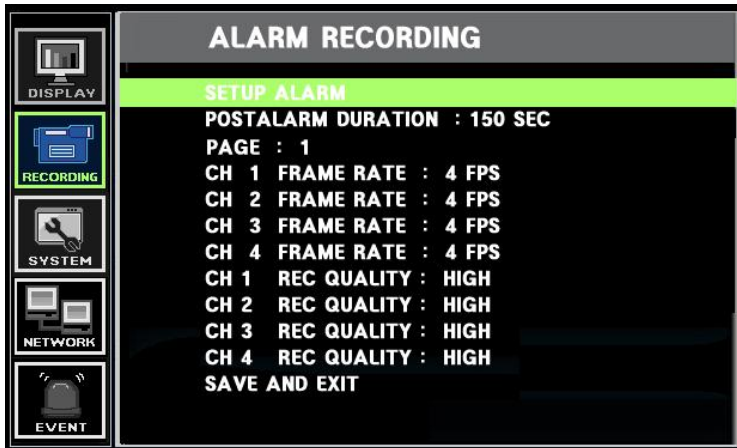 ALARM RECORDING
DISPLAY
RECORDING
SYSTEM
NETWORK
EVENT
SETUP ALARM
POSTALARM DURATION : 150 SEC
PAGE : 1
CH 1 FRAME RATE : 4 FPS
CH 2 FRAME RATE : 4 FPS
CH 3 FRAME RATE : 4 FPS
CH 4 FRAME RATE : 4 FPS
CH 1 REC QUALITY : HIGH
CH 2 REC QUALITY : HIGH
CH 3 REC QUALITY : HIGH
CH 4 REC QUALITY : HIGH
SAVE AND EXIT